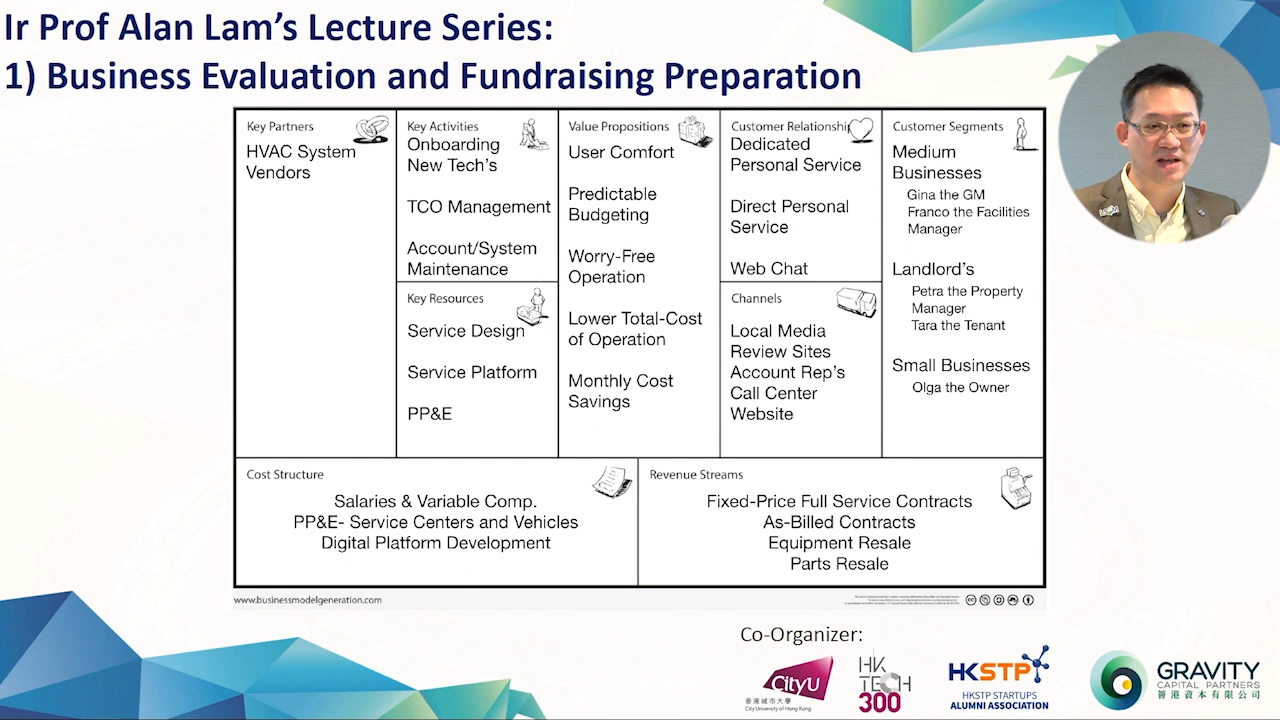 Ir Prof Alan Lam's Lecture Series:
1) Business Evaluation and Fundraising Preparation
Key Partners
HVAC System
Vendors
Key Activities
Onboarding
New Tech's
TCO Management
Account/System
Maintenance
Key Resources
Service Design
Service Platform
PP&E
Value Propositions
User Comfort
Predictable
Budgeting
Worry-Free
Operation
Lower Total-Cost
of Operation
Monthly Cost
Savings
Customer Relationship
Dedicated
Personal Service
Direct Personal
Service
Web Chat
Channels
Local Media
Review Sites
Account Rep's
Call Center
Website
Customer Segments
Medium
Businesses
Gina the GM
Franco the Facilities
Manager
Landlord's
Petra the Property
Manager
Tara the Tenant
Small Businesses
Olga the Owner
Cost Structure
Salaries & Variable Comp.
PP&E- Service Centers and Vehicles
Digital Platform Development
Revenue Streams
Fixed-Price Full Service Contracts
As-Billed Contracts
Equipment Resale
Parts Resale
www.businessmodelgeneration.com
Co-Organizer:
CityU
香港城市大學
City University of Hong Kong
HK
TECH
300
HKSTP
HKSTP STARTUPS
ALUMNI ASSOCIATION
GRAVITY
CAPITAL PARTNERS
資本有限公司